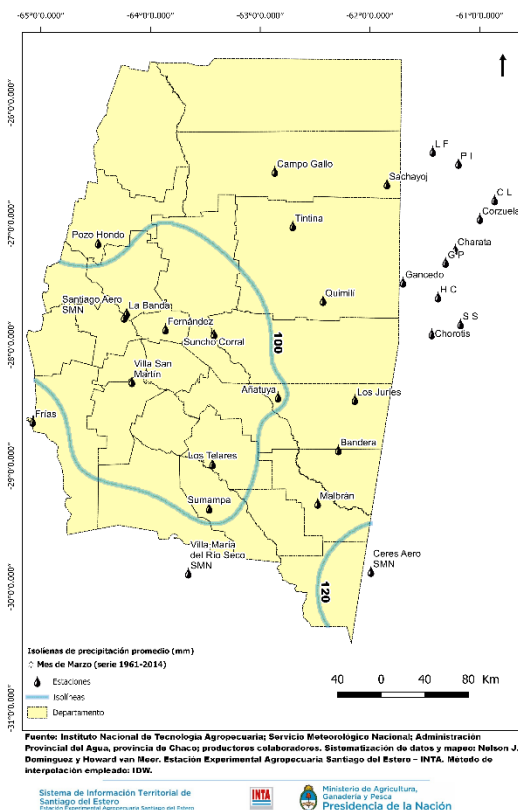 -65°0'0.000" -64°0'0.000" -63°0'0.000" -62°0'0.000" -61°0'0.000"
-26°0'0.000"
-27°0'0.000"
-28°0'0.000"
-29°0'0.000"
-30°0'0.000"
-31°0'0.000"
L F
P I
Campo Gallo
Sachayoj
C L
Corzuela
Tintina
Pozo Hondo
Charata
G P
Gancedo
Santiago Aero
SMN
La Banda
Quimilí
H C
Fernández
Suncho Corral
100
S S
Chorotis
Villa San
Martín
Añatuya
Los Juries
Frías
Bandera
Los Telares
Sumampa
Malbrán
Villa María
del Río Seco
SMN
Ceres Aero
SMN
120
Isolíenas de precipitación promedio (mm)
Mes de Marzo (serie 1961-2014)
Estaciones
Isolíneas
Departamento
40 0 40 80 Km
Fuente: Instituto Nacional de Tecnología Agropecuaria; Servicio Meteorológico Nacional; Administración
Provincial del Agua, provincia de Chaco; productores colaboradores. Sistematización de datos y mapeo: Nelson J.
Domínguez y Howard van Meer. Estación Experimental Agropecuaria Santiago del Estero – INTA. Método de
interpolación empleado: IDW.
Sistema de Información Territorial de
Santiago del Estero
Estación Experimental Agropecuaria Santiago del Estero
INTA
Ministerio de Agricultura,
Ganadería y Pesca
Presidencia de la Nación